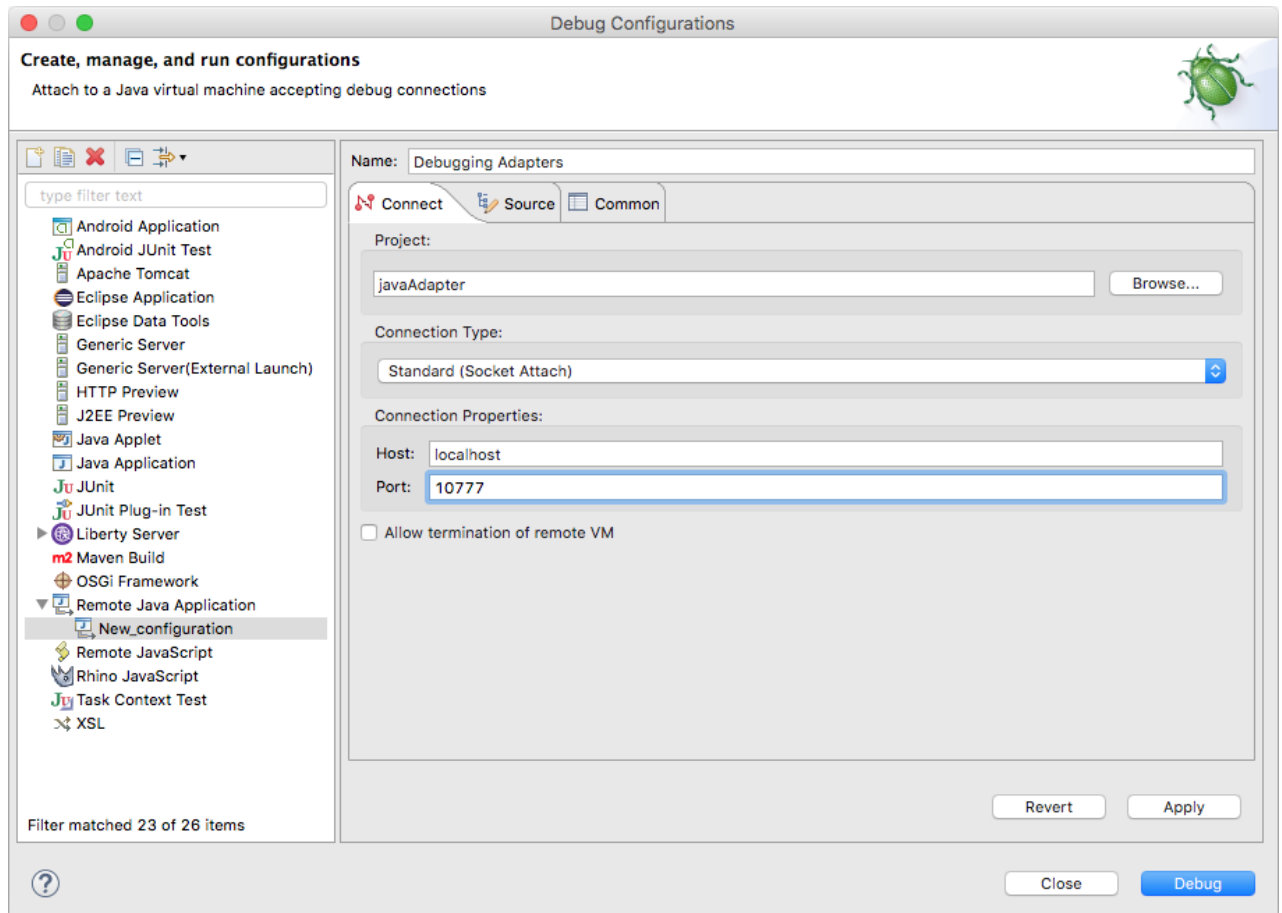 Debug Configurations
Create, manage, and run configurations
Attach to a Java virtual machine accepting debug connections
type filter text
Android Application
Android JUnit Test
Apache Tomcat
Eclipse Application
Eclipse Data Tools
Generic Server
Generic Server(External Launch)
HTTP Preview
J2EE Preview
Java Applet
Java Application
JUnit
JUnit Plug-in Test
Liberty Server
m2 Maven Build
OSGi Framework
Remote Java Application
New_configuration
Remote JavaScript
Rhino JavaScript
Task Context Test
XSL
Filter matched 23 of 26 items
Name: Debugging Adapters
Connect Source Common
Project:
javaAdapter Browse...
Connection Type:
Standard (Socket Attach)
Connection Properties:
Host: localhost
Port: 10777
Allow termination of remote VM
Revert Apply
? Close Debug